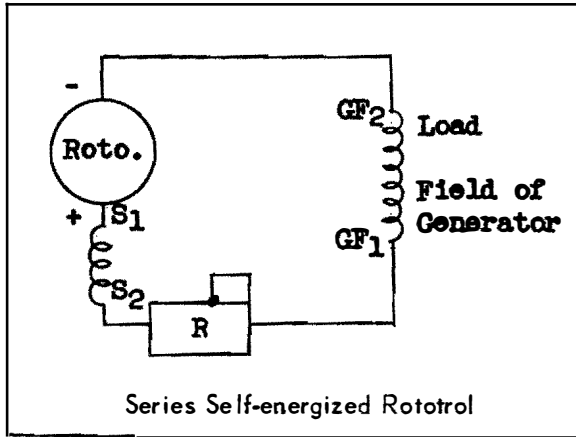 -
Roto.
+ S1
S2
R
GF2
Load
Field of
Generator
GF1
Series Self-energized Rototrol